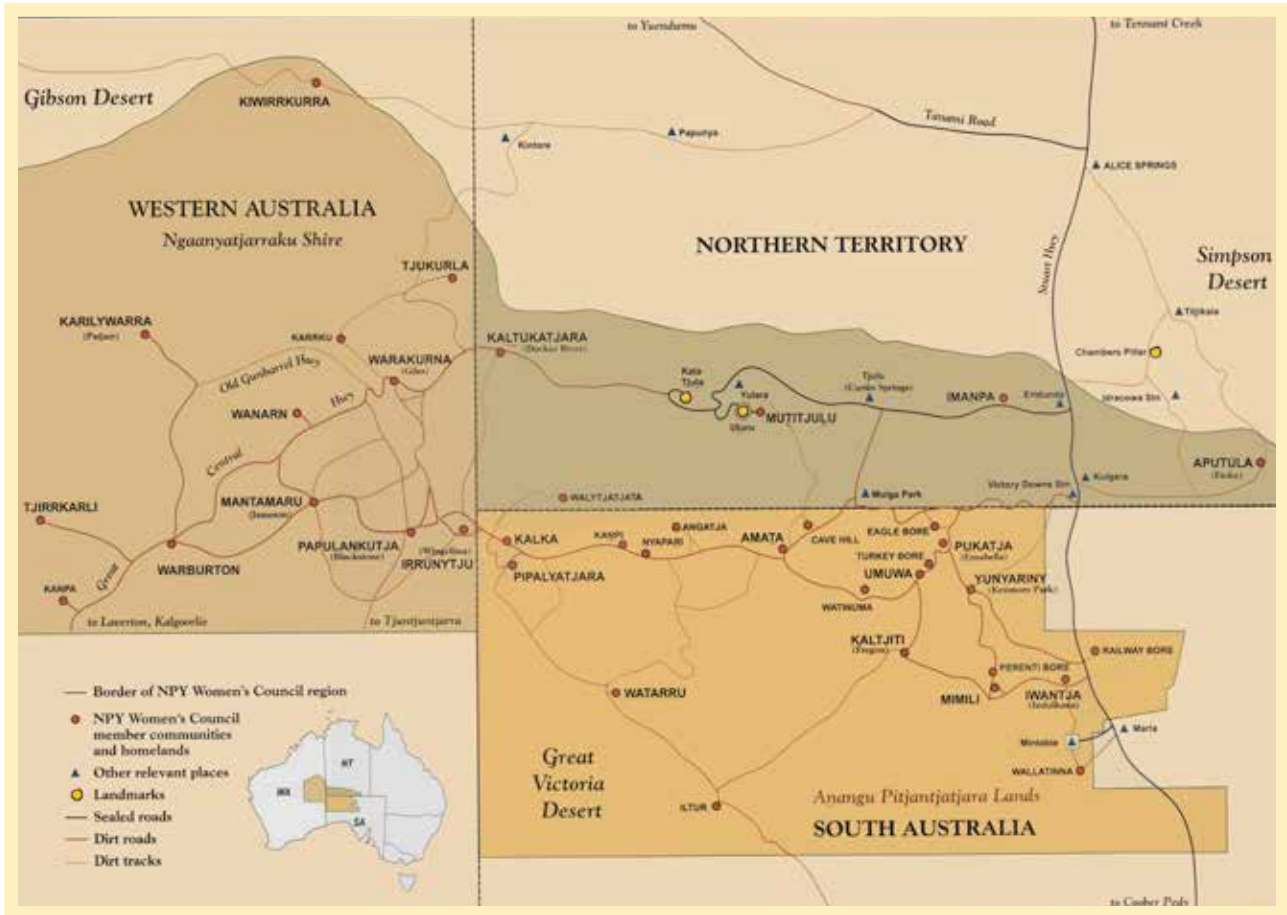 to Yuendumu
to Tennant Creek
Gibson Desert
KIWIRRKURRA
Tanami Road
Kintore
Papunya
ALICE SPRINGS
WESTERN AUSTRALIA
Ngaanyatjarraku Shire
NORTHERN TERRITORY
Stuart Hwy
Simpson
Desert
TJUKURLA
Titjikala
KARILYWARRA
(Patjarr)
KARRKU
KALTUKATJARA
(Docker River)
Chambers Pillar
WARAKURNA
(Giles)
Old Gunbarrel Hwy
Kata
Tjuta
Yulara
Tjulu
(Curtin Springs)
IMANPA
Erldunda
Idracowa Stn
WANARN
Hwy
Uluru
MUTITJULU
Central
APUTULA
(Finke)
MANTAMARU
(Jameson)
WALYTJATJATA
Mulga Park
Victory Downs Stn
Kulgera
TJIRRKARLI
PAPULANKUTJA
(Blackstone)
(Wingellina)
IRRUNYTJU
KALKA
KANPI
ANGATJA
NYAPARI
AMATA
CAVE HILL
EAGLE BORE
PUKATJA
(Ernabella)
TURKEY BORE
WARBURTON
Great
PIPALYATJARA
UMUWA
YUNYARINY
(Kenmore Park)
KANPA
WATINUMA
to Laverton, Kalgoorlie
to Tjuntjuntjarra
KALTJITI
(Fregon)
RAILWAY BORE
PERENTI BORE
WATARRU
MIMILI
IWANTJA
(Indulkana)
Border of NPY Women's Council region
NPY Women's Council
member communities
and homelands
Other relevant places
Landmarks
Sealed roads
Dirt roads
Dirt tracks
WA
NT
SA
Great
Victoria
Desert
Mintabie
Marla
WALLATINNA
ILTUR
Anangu Pitjantjatjara Lands
SOUTH AUSTRALIA
to Coober Pedy